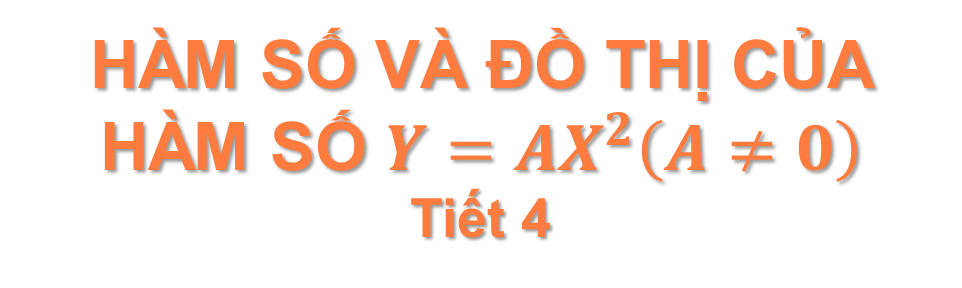 HÀM SỐ VÀ ĐỒ THỊ CỦA
HÀM SỐ Y = AX²(A ≠ 0)
Tiết 4